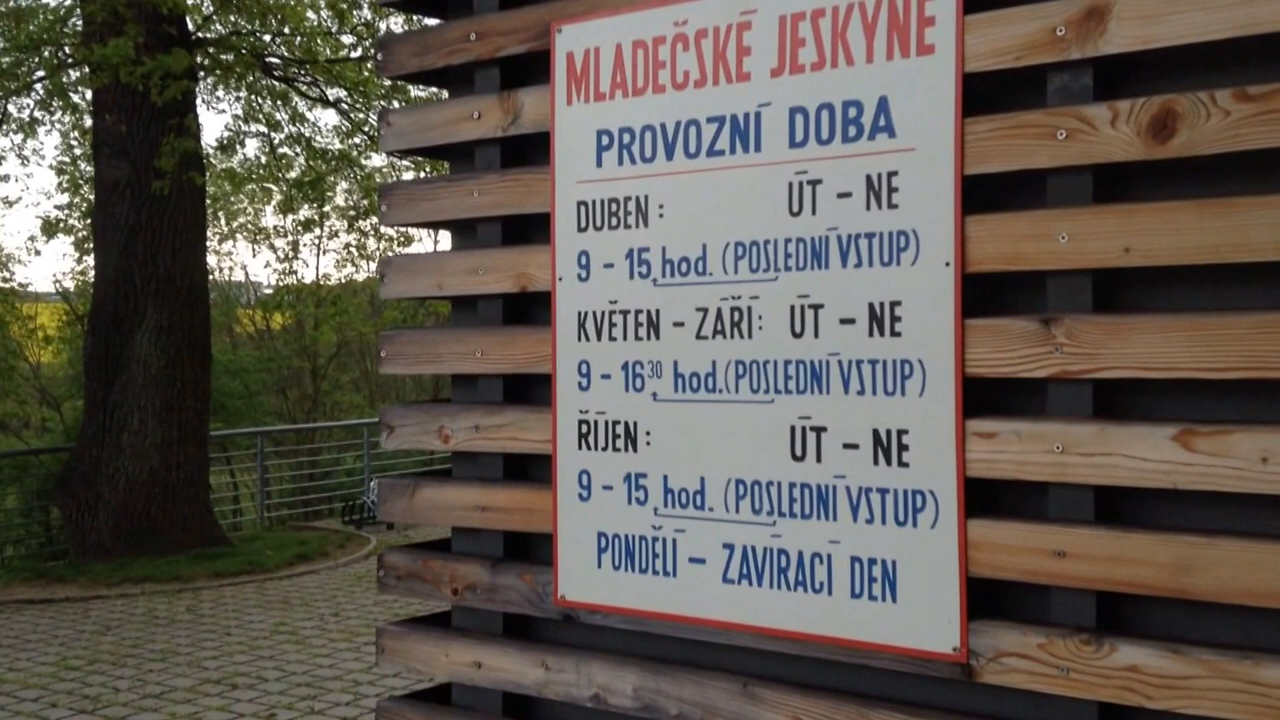 MLADEČSKÉ JESKYNĚ
PROVOZNÍ DOBA
DUBEN: ÚT - NE
9 - 15 hod. (POSLEDNÍ VSTUP)
KVĚTEN - ZÁŘÍ: ÚT - NE
9 - 16³⁰ hod. (POSLEDNÍ VSTUP)
ŘÍJEN: ÚT - NE
9 - 15 hod. (POSLEDNÍ VSTUP)
PONDĚLÍ - ZAVÍRACÍ DEN